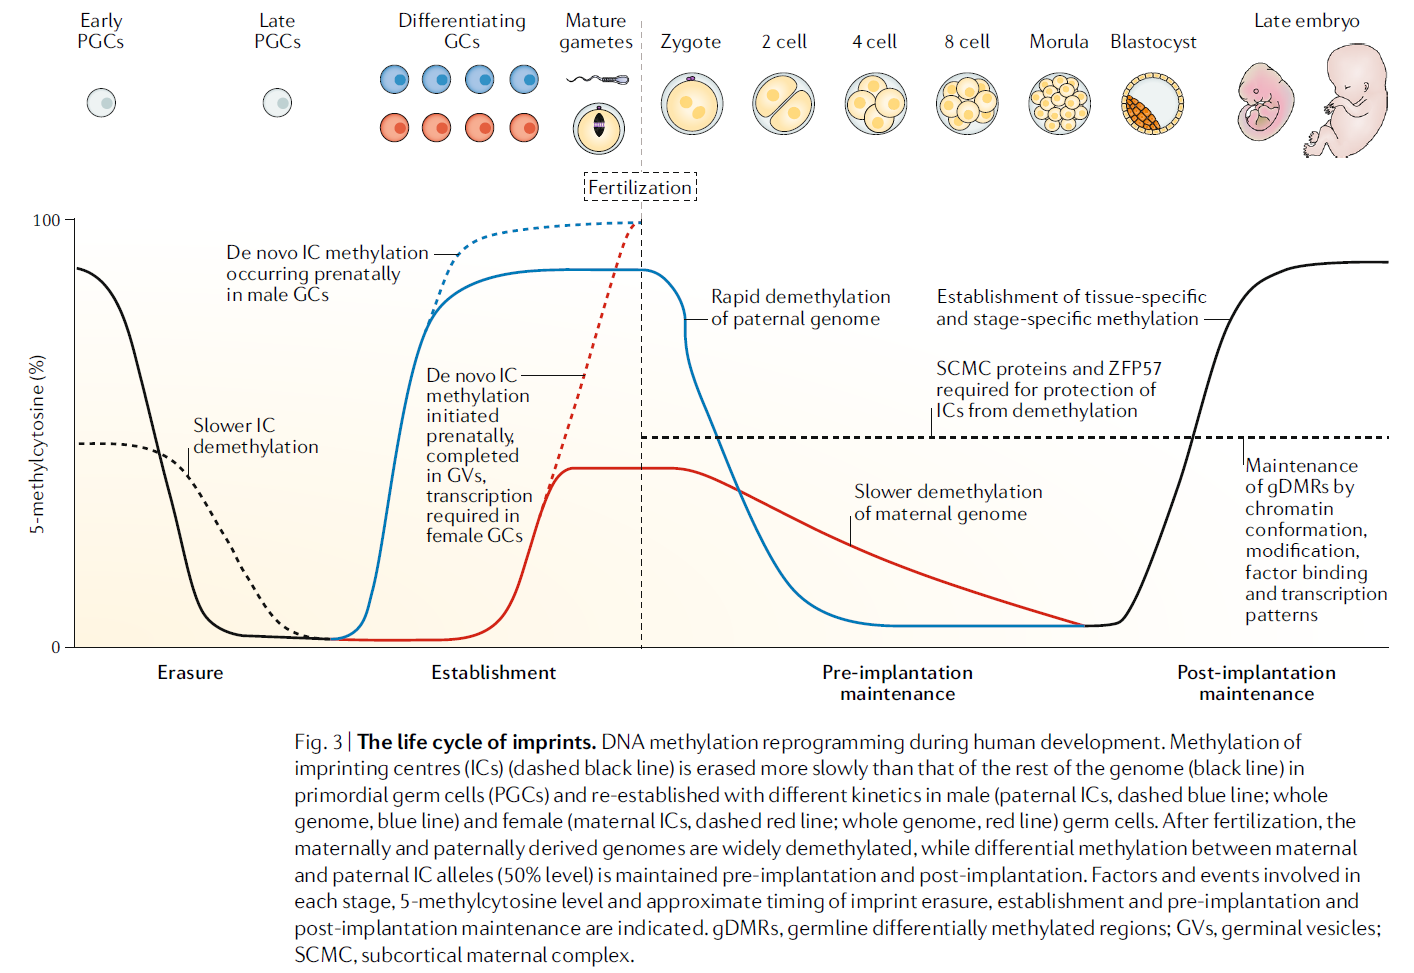 Early
PGCs
Late
PGCs
Differentiating
GCs
Mature
gametes
Zygote
2 cell
4 cell
8 cell
Morula
Blastocyst
Late embryo
Fertilization
100
0
5-methylcytosine (%)
De novo IC methylation
occurring prenatally
in male GCs
Slower IC
demethylation
De novo IC
methylation
initiated
prenatally,
completed
in GVs,
transcription
required in
female GCs
Rapid demethylation
of paternal genome
Slower demethylation
of maternal genome
Establishment of tissue-specific
and stage-specific methylation
SCMC proteins and ZFP57
required for protection of
ICs from demethylation
Maintenance
of gDMRs by
chromatin
conformation,
modification,
factor binding
and transcription
patterns
Erasure
Establishment
Pre-implantation
maintenance
Post-implantation
maintenance
Fig. 3 | The life cycle of imprints. DNA methylation reprogramming during human development. Methylation of
imprinting centres (ICs) (dashed black line) is erased more slowly than that of the rest of the genome (black line) in
primordial germ cells (PGCs) and re-established with different kinetics in male (paternal ICs, dashed blue line; whole
genome, blue line) and female (maternal ICs, dashed red line; whole genome, red line) germ cells. After fertilization, the
maternally and paternally derived genomes are widely demethylated, while differential methylation between maternal
and paternal IC alleles (50% level) is maintained pre-implantation and post-implantation. Factors and events involved in
each stage, 5-methylcytosine level and approximate timing of imprint erasure, establishment and pre-implantation and
post-implantation maintenance are indicated. gDMRs, germline differentially methylated regions; GVs, germinal vesicles;
SCMC, subcortical maternal complex.